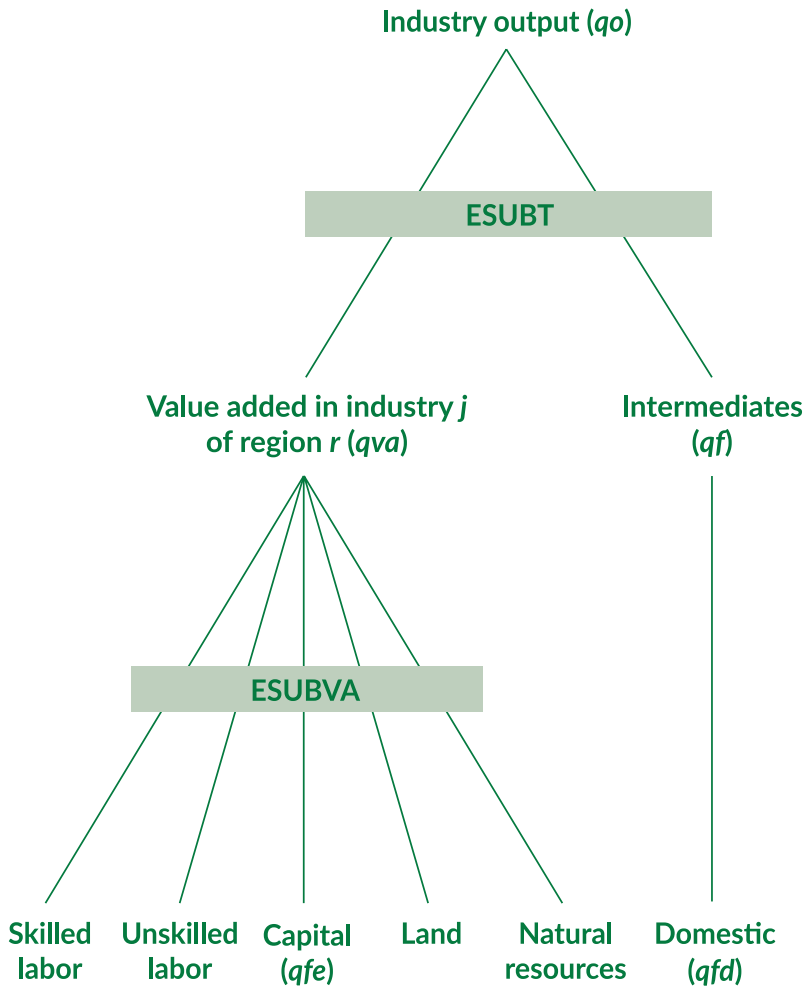 Industry output (qo)
ESUBT
Value added in industry j
of region r (qva)
Intermediates
(qf)
ESUBVA
Skilled
labor
Unskilled
labor
Capital
(qfe)
Land
Natural
resources
Domestic
(qfd)